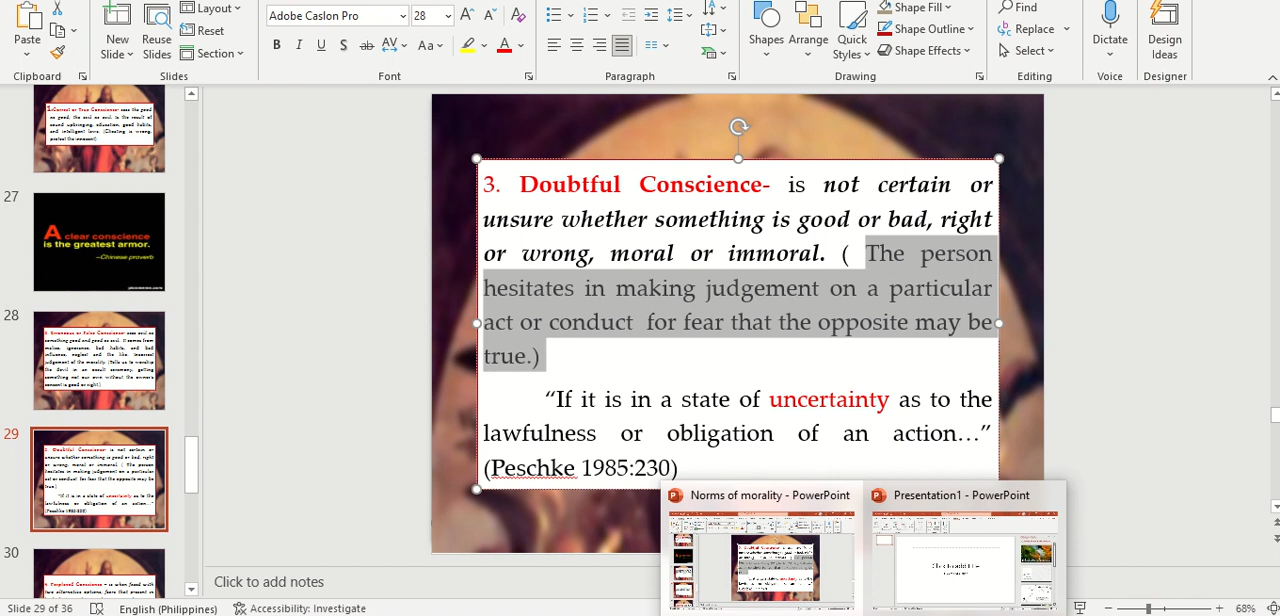 Layout
Reset
Section
Paste
New
Slide
Reuse
Slides
Adobe Caslon Pro
28
B I U S ab AV Aa A
Shapes
Arrange
Quick
Styles
Shape Fill
Shape Outline
Shape Effects
Find
Replace
Select
Dictate
Design
Ideas
Clipboard
Slides
Font
Paragraph
Drawing
Editing
Voice
Designer
27
A clear conscience
is the greatest armor.
—Chinese proverb
28
29
30
3. Doubtful Conscience- is not certain or
unsure whether something is good or bad, right
or wrong, moral or immoral. ( The person
hesitates in making judgement on a particular
act or conduct for fear that the opposite may be
true.)
“If it is in a state of uncertainty as to the
lawfulness or obligation of an action…”
(Peschke 1985:230)
Norms of morality - PowerPoint
Presentation1 - PowerPoint
Click to add notes
Slide 29 of 36
English (Philippines)
Accessibility: Investigate
68%